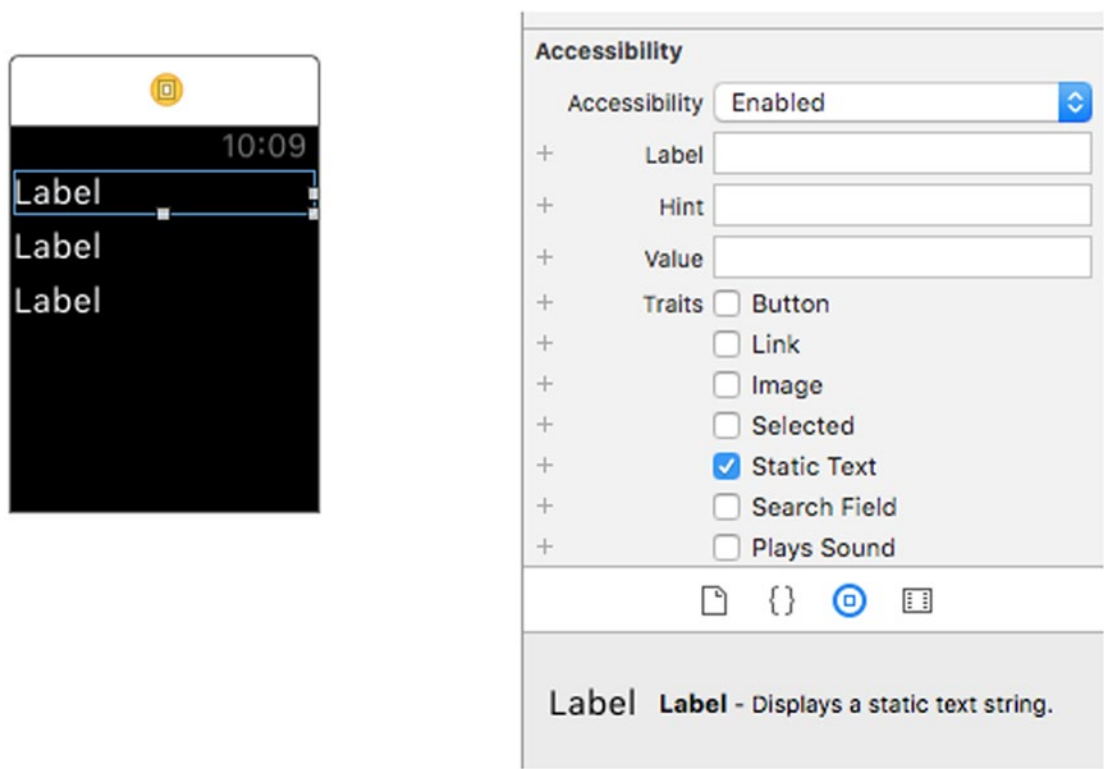 10:09
Label
Label
Label
Accessibility
Accessibility Enabled
+ Label
+ Hint
+ Value
+ Traits Button
+ Link
+ Image
+ Selected
+ Static Text
+ Search Field
+ Plays Sound
{}
Label Label - Displays a static text string.